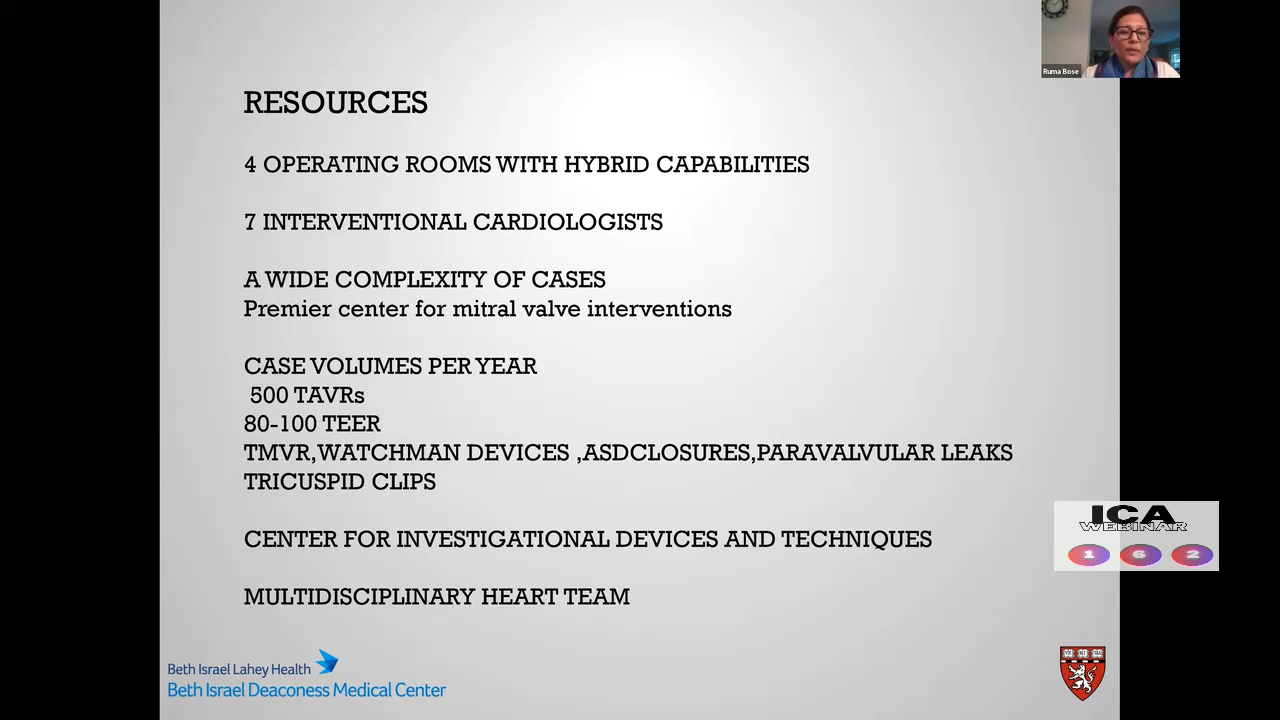 Ruma Bose
RESOURCES
4 OPERATING ROOMS WITH HYBRID CAPABILITIES
7 INTERVENTIONAL CARDIOLOGISTS
A WIDE COMPLEXITY OF CASES
Premier center for mitral valve interventions
CASE VOLUMES PER YEAR
500 TAVRs
80-100 TEER
TMVR,WATCHMAN DEVICES ,ASDCLOSURES,PARAVALVULAR LEAKS
TRICUSPID CLIPS
ICA
WEBINAR
1 6 2
CENTER FOR INVESTIGATIONAL DEVICES AND TECHNIQUES
MULTIDISCIPLINARY HEART TEAM
Beth Israel Lahey Health
Beth Israel Deaconess Medical Center